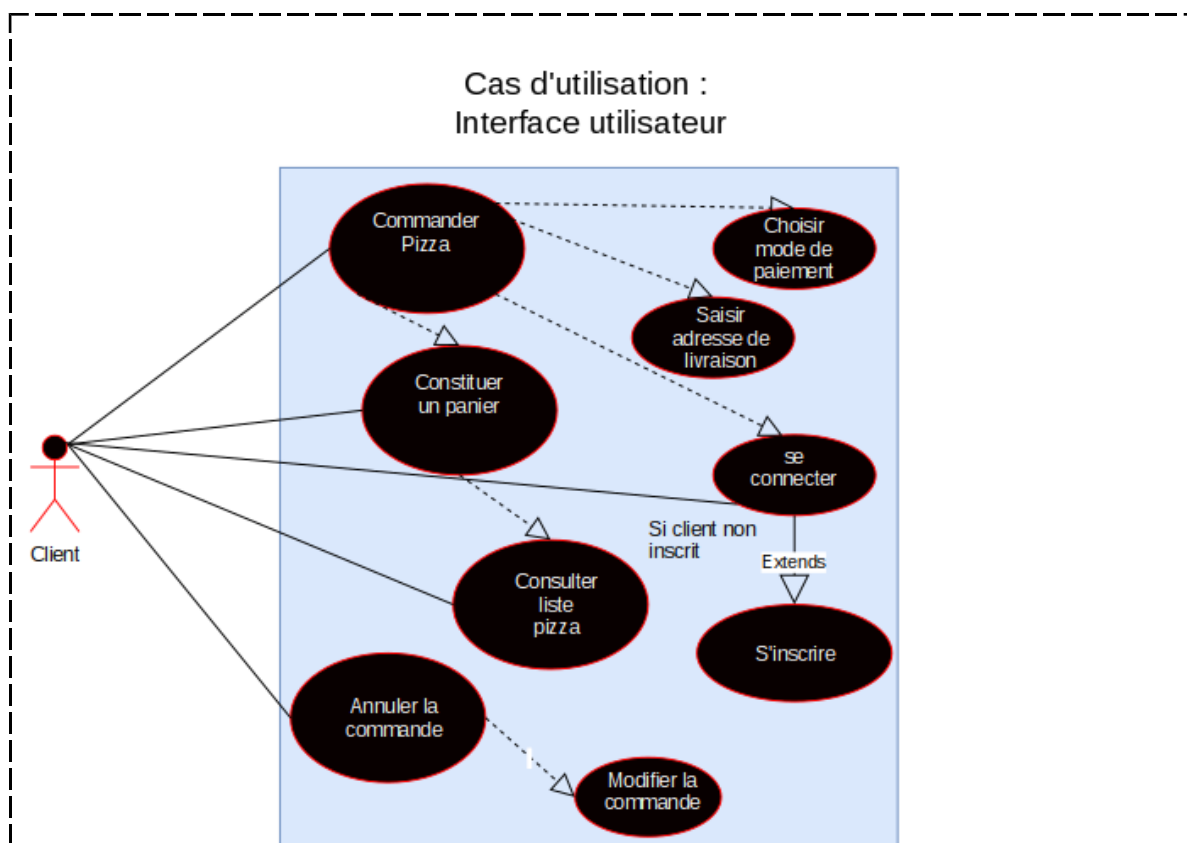 Cas d'utilisation :
Interface utilisateur
Commander
Pizza
Choisir
mode de
paiement
Saisir
adresse de
livraison
Constituer
un panier
se
connecter
Client
Si client non
inscrit
Extends
Consulter
liste
pizza
S'inscrire
Annuler la
commande
Modifier la
commande